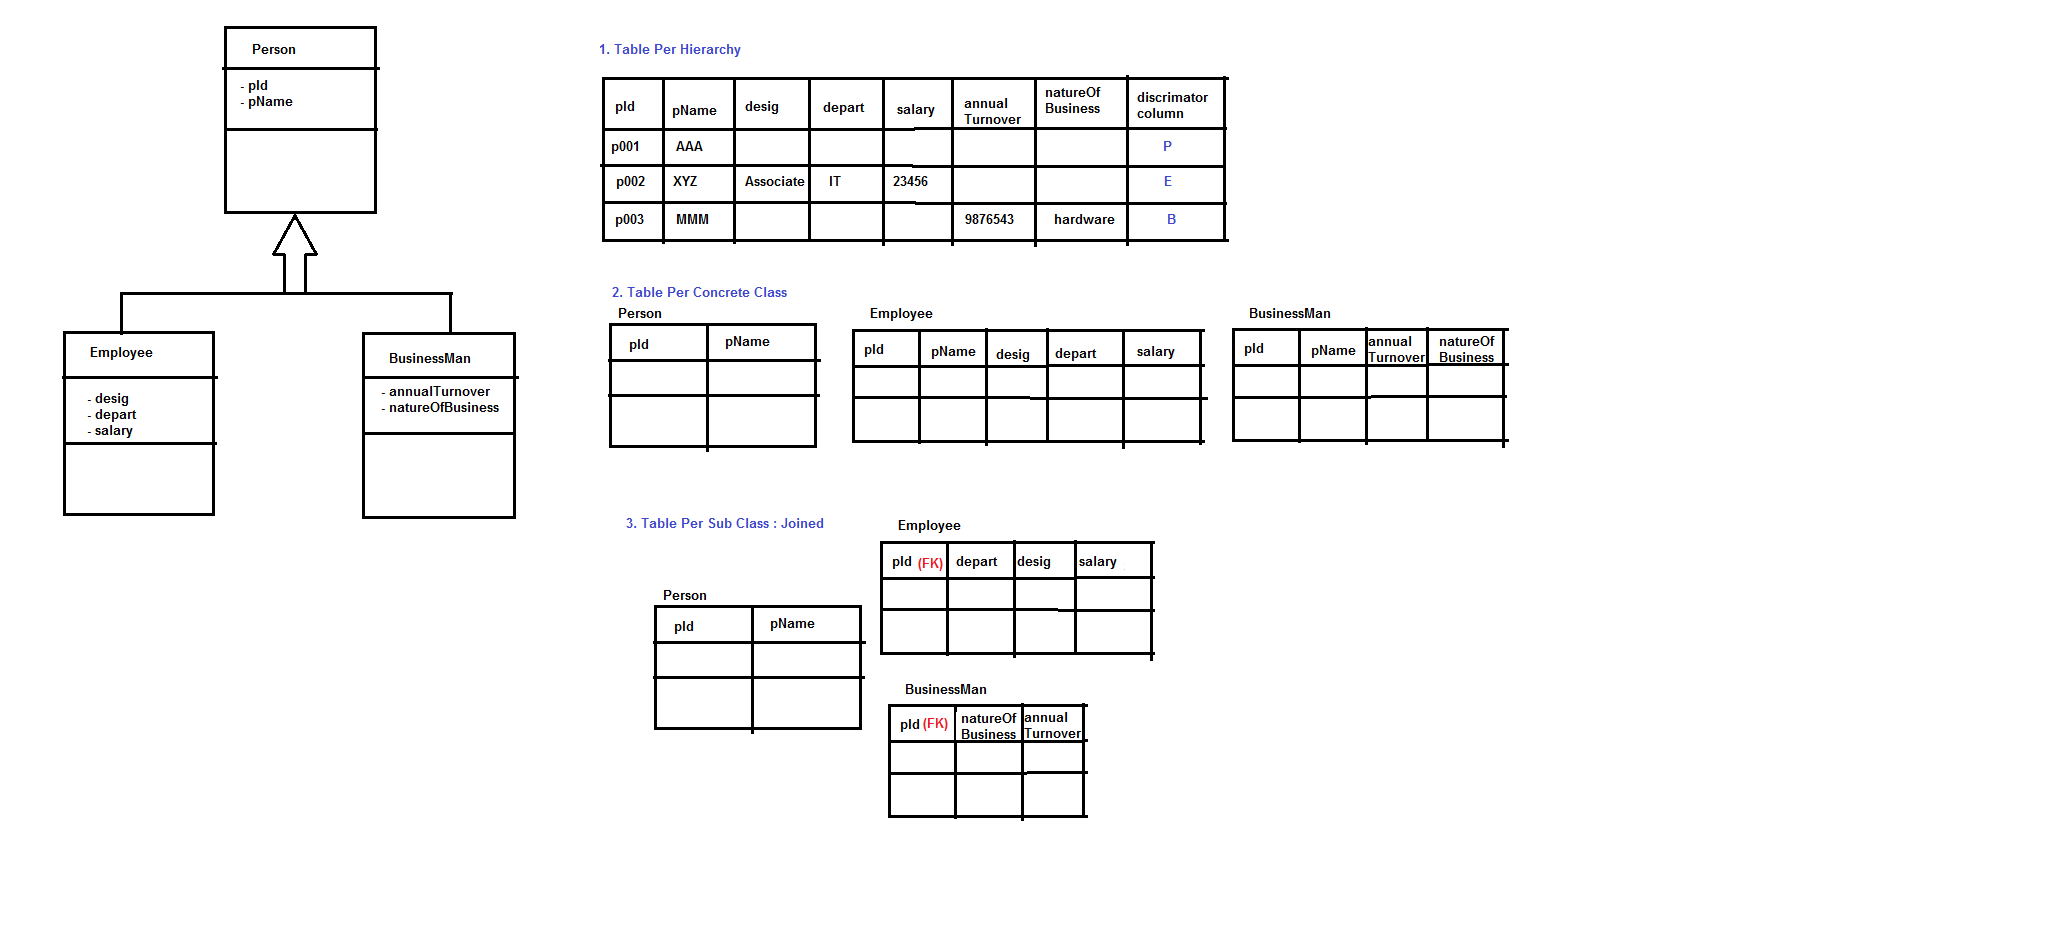 Person
- pId
- pName
Employee
- desig
- depart
- salary
BusinessMan
- annualTurnover
- natureOfBusiness
1. Table Per Hierarchy
pId pName desig depart salary annual Turnover natureOf Business discrimator column
p001 AAA P
p002 XYZ Associate IT 23456 E
p003 MMM 9876543 hardware B
2. Table Per Concrete Class
Person
pId pName
Employee
pId pName desig depart salary
BusinessMan
pId pName annual Turnover natureOf Business
3. Table Per Sub Class : Joined
Person
pId pName
Employee
pId (FK) depart desig salary
BusinessMan
pId (FK) natureOf Business annual Turnover